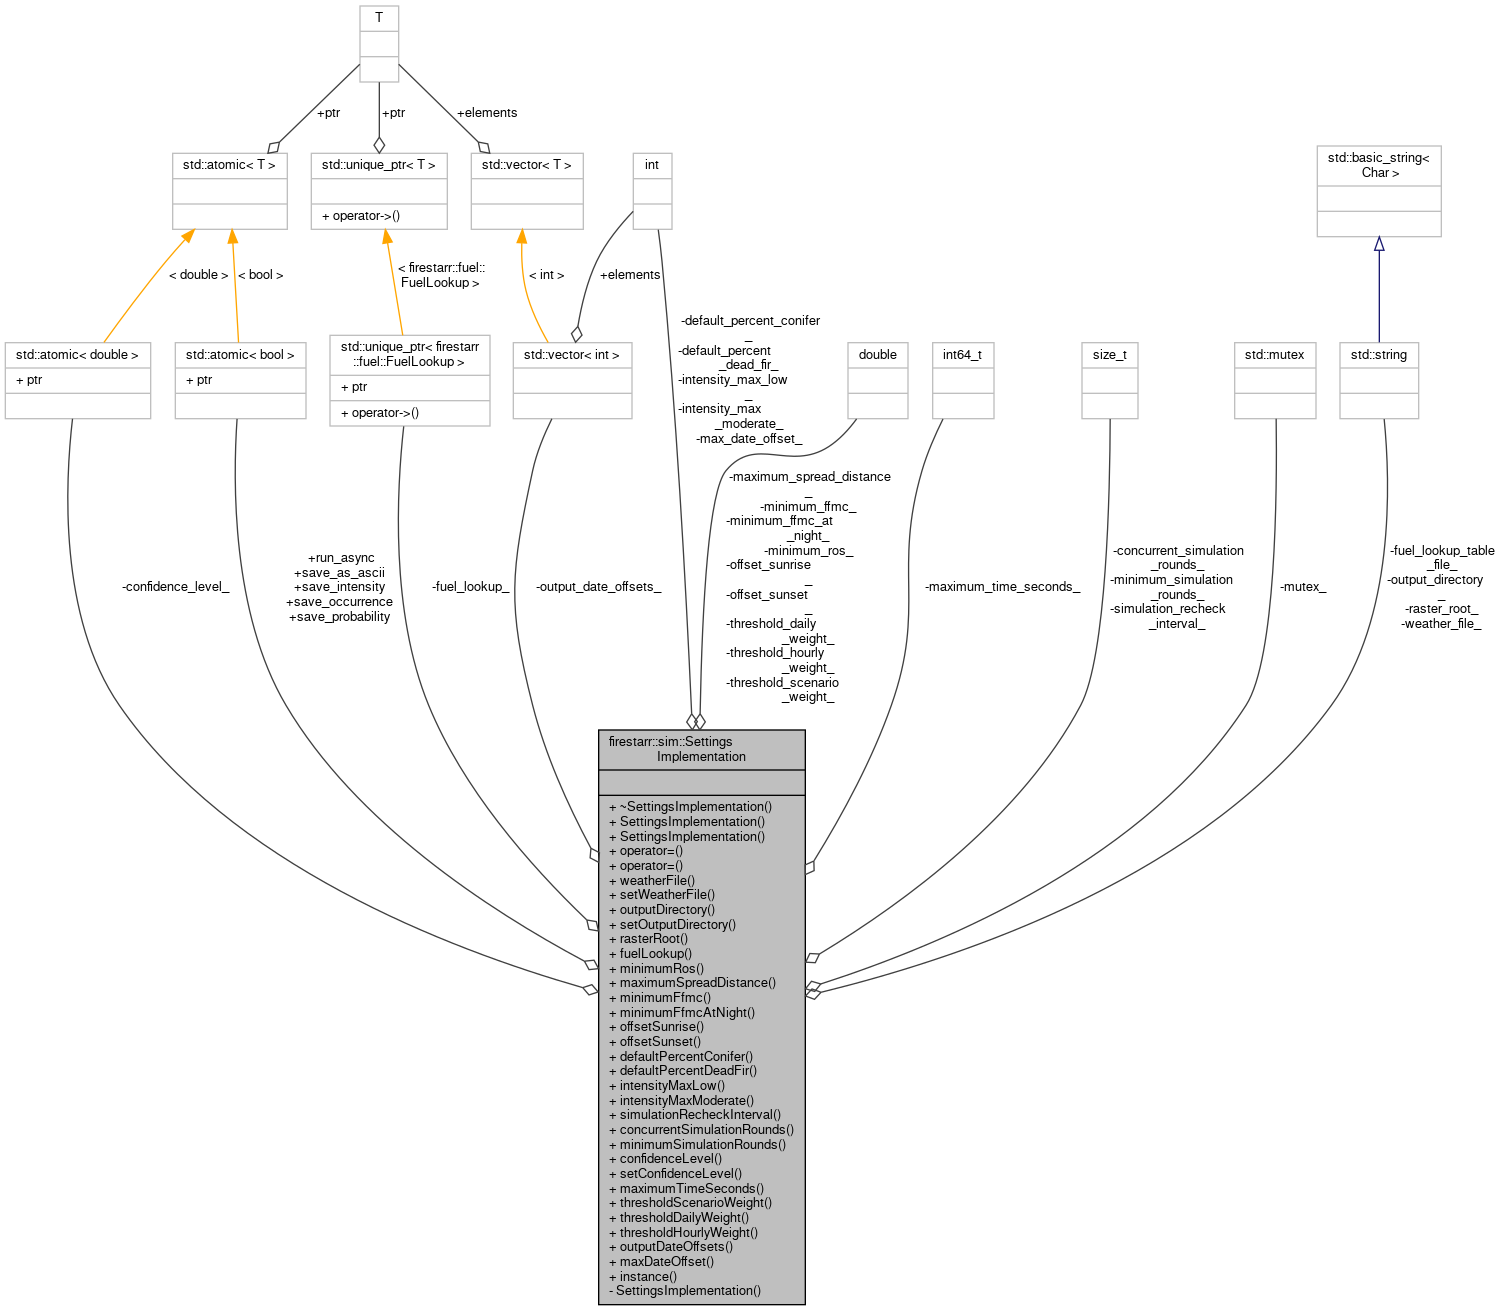 T
+ptr
+ptr
+elements
std::atomic< T >
std::unique_ptr< T >
+ operator->()
std::vector< T >
int
std::basic_string<
Char >
< double >
< bool >
< firestarr::fuel::
FuelLookup >
< int >
+elements
std::atomic< double >
+ ptr
std::atomic< bool >
+ ptr
std::unique_ptr< firestarr
::fuel::FuelLookup >
+ ptr
+ operator->()
std::vector< int >
-default_percent_conifer
_
-default_percent
_dead_fir_
-intensity_max_low
_
-intensity_max
_moderate_
-max_date_offset_
double
int64_t
size_t
std::mutex
std::string
-confidence_level_
+run_async
+save_as_ascii
+save_intensity
+save_occurrence
+save_probability
-fuel_lookup_
-output_date_offsets_
-maximum_spread_distance
_
-minimum_ffmc_
-minimum_ffmc_at
_night_
-minimum_ros_
-offset_sunrise
_
-offset_sunset
_
-threshold_daily
_weight_
-threshold_hourly
_weight_
-threshold_scenario
_weight_
-maximum_time_seconds_
-concurrent_simulation
_rounds_
-minimum_simulation
_rounds_
-simulation_recheck
_interval_
-mutex_
-fuel_lookup_table
_file_
-output_directory
_
-raster_root_
-weather_file_
firestarr::sim::Settings
Implementation
+ ~SettingsImplementation()
+ SettingsImplementation()
+ SettingsImplementation()
+ operator=()
+ operator=()
+ weatherFile()
+ setWeatherFile()
+ outputDirectory()
+ setOutputDirectory()
+ rasterRoot()
+ fuelLookup()
+ minimumRos()
+ maximumSpreadDistance()
+ minimumFfmc()
+ minimumFfmcAtNight()
+ offsetSunrise()
+ offsetSunset()
+ defaultPercentConifer()
+ defaultPercentDeadFir()
+ intensityMaxLow()
+ intensityMaxModerate()
+ simulationRecheckInterval()
+ concurrentSimulationRounds()
+ minimumSimulationRounds()
+ confidenceLevel()
+ setConfidenceLevel()
+ maximumTimeSeconds()
+ thresholdScenarioWeight()
+ thresholdDailyWeight()
+ thresholdHourlyWeight()
+ outputDateOffsets()
+ maxDateOffset()
+ instance()
- SettingsImplementation()